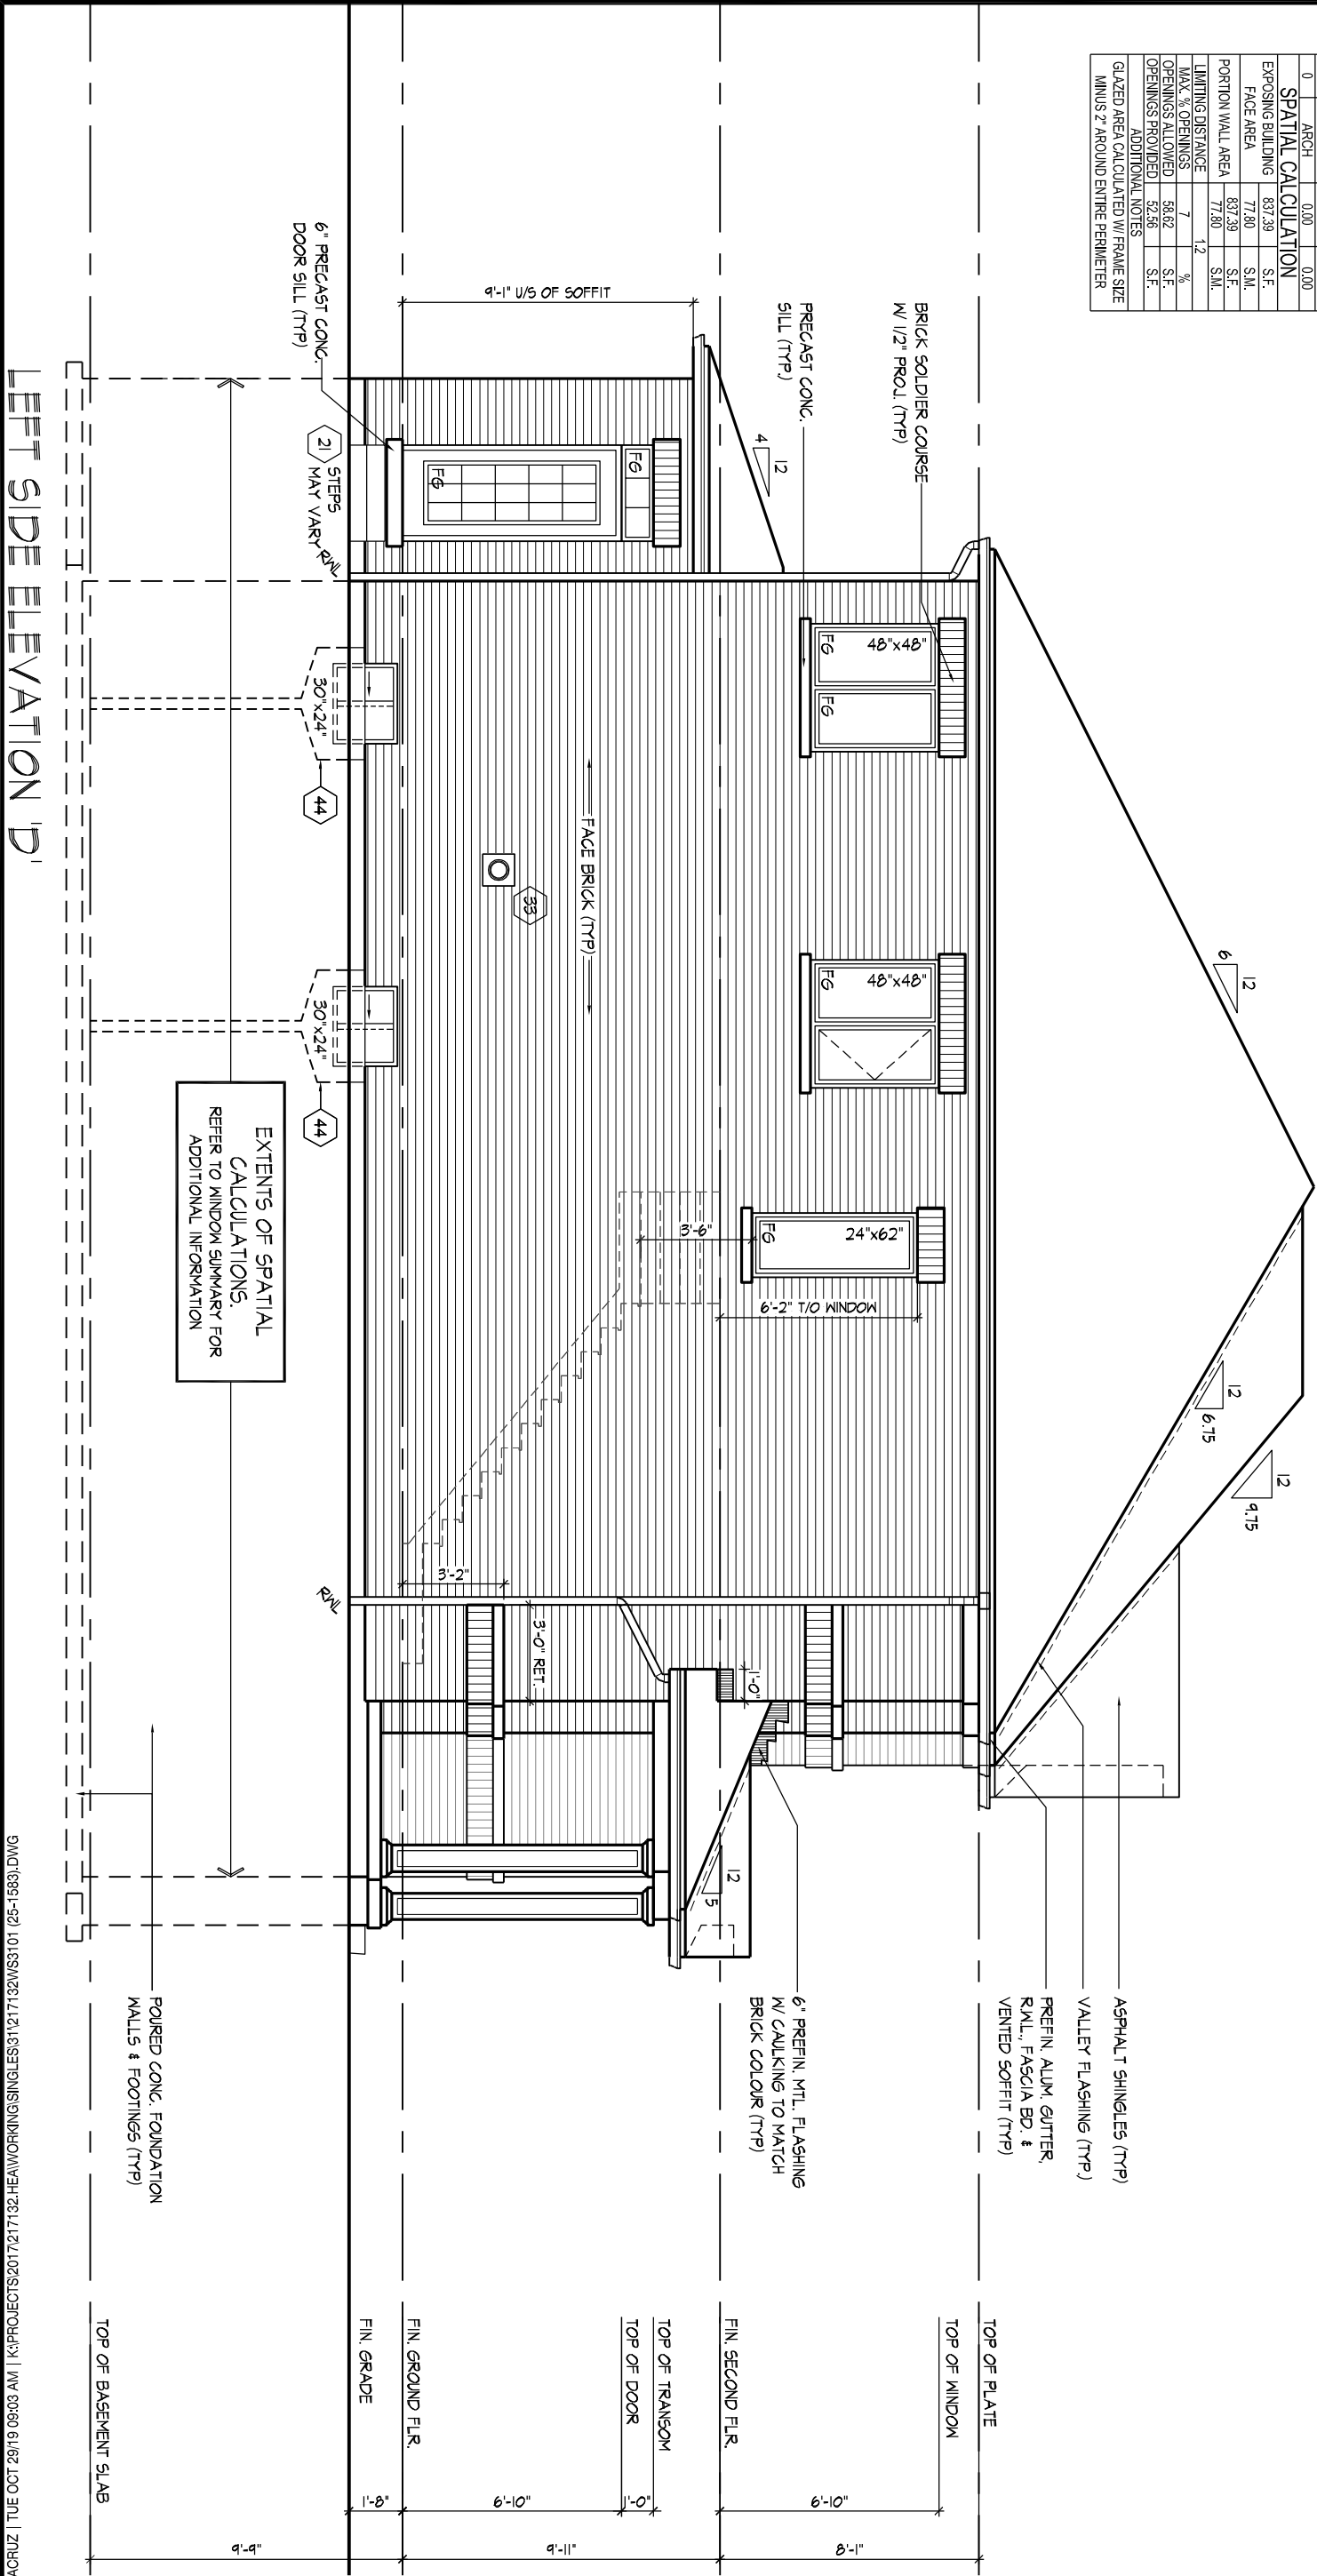 0 ARCH 0.00 0.00
SPATIAL CALCULATION
EXPOSING BUILDING 837.39 S.F.
FACE AREA 77.80 S.M.
PORTION WALL AREA 837.39 S.F.
77.80 S.M.
LIMITING DISTANCE 1.2
MAX. % OPENINGS 7 %
OPENINGS ALLOWED 58.62 S.F.
OPENINGS PROVIDED 52.56 S.F.
ADDITIONAL NOTES
GLAZED AREA CALCULATED W/ FRAME SIZE
MINUS 2" AROUND ENTIRE PERIMETER
12
6
12
6.75
12
9.75
ASPHALT SHINGLES (TYP)
VALLEY FLASHING (TYP.)
PREFIN. ALUM. GUTTER,
R.W.L., FASCIA BD. &
VENTED SOFFIT (TYP)
BRICK SOLDIER COURSE
W/ 1/2" PROJ. (TYP)
PRECAST CONC.
SILL (TYP.)
12
4
48"x48"
FG
FG
48"x48"
FG
24"x62"
FG
6'-2" T/O WINDOW
3'-6"
1'-0"
12
5
6" PREFIN. MTL. FLASHING
W/ CAULKING TO MATCH
BRICK COLOUR (TYP)
9'-1" U/S OF SOFFIT
FG
FG
FACE BRICK (TYP)
33
3'-2"
3'-0" RET.
6" PRECAST CONC.
DOOR SILL (TYP)
21
STEPS
MAY VARY
RWL
RWL
30"x24"
44
30"x24"
44
EXTENTS OF SPATIAL
CALCULATIONS.
REFER TO WINDOW SUMMARY FOR
ADDITIONAL INFORMATION
POURED CONC. FOUNDATION
WALLS & FOOTINGS (TYP)
TOP OF PLATE
TOP OF WINDOW
FIN. SECOND FLR.
TOP OF TRANSOM
TOP OF DOOR
FIN. GROUND FLR.
FIN. GRADE
TOP OF BASEMENT SLAB
6'-10"
8'-1"
1'-0"
6'-10"
9'-11"
1'-8"
9'-9"
LEFT SIDE ELEVATION 'D'
ACRUZ | TUE OCT 29/19 09:03 AM | K:\PROJECTS\2017\217132.HEA\WORKING\SINGLES\31\217132WS3101 (25-1583).DWG